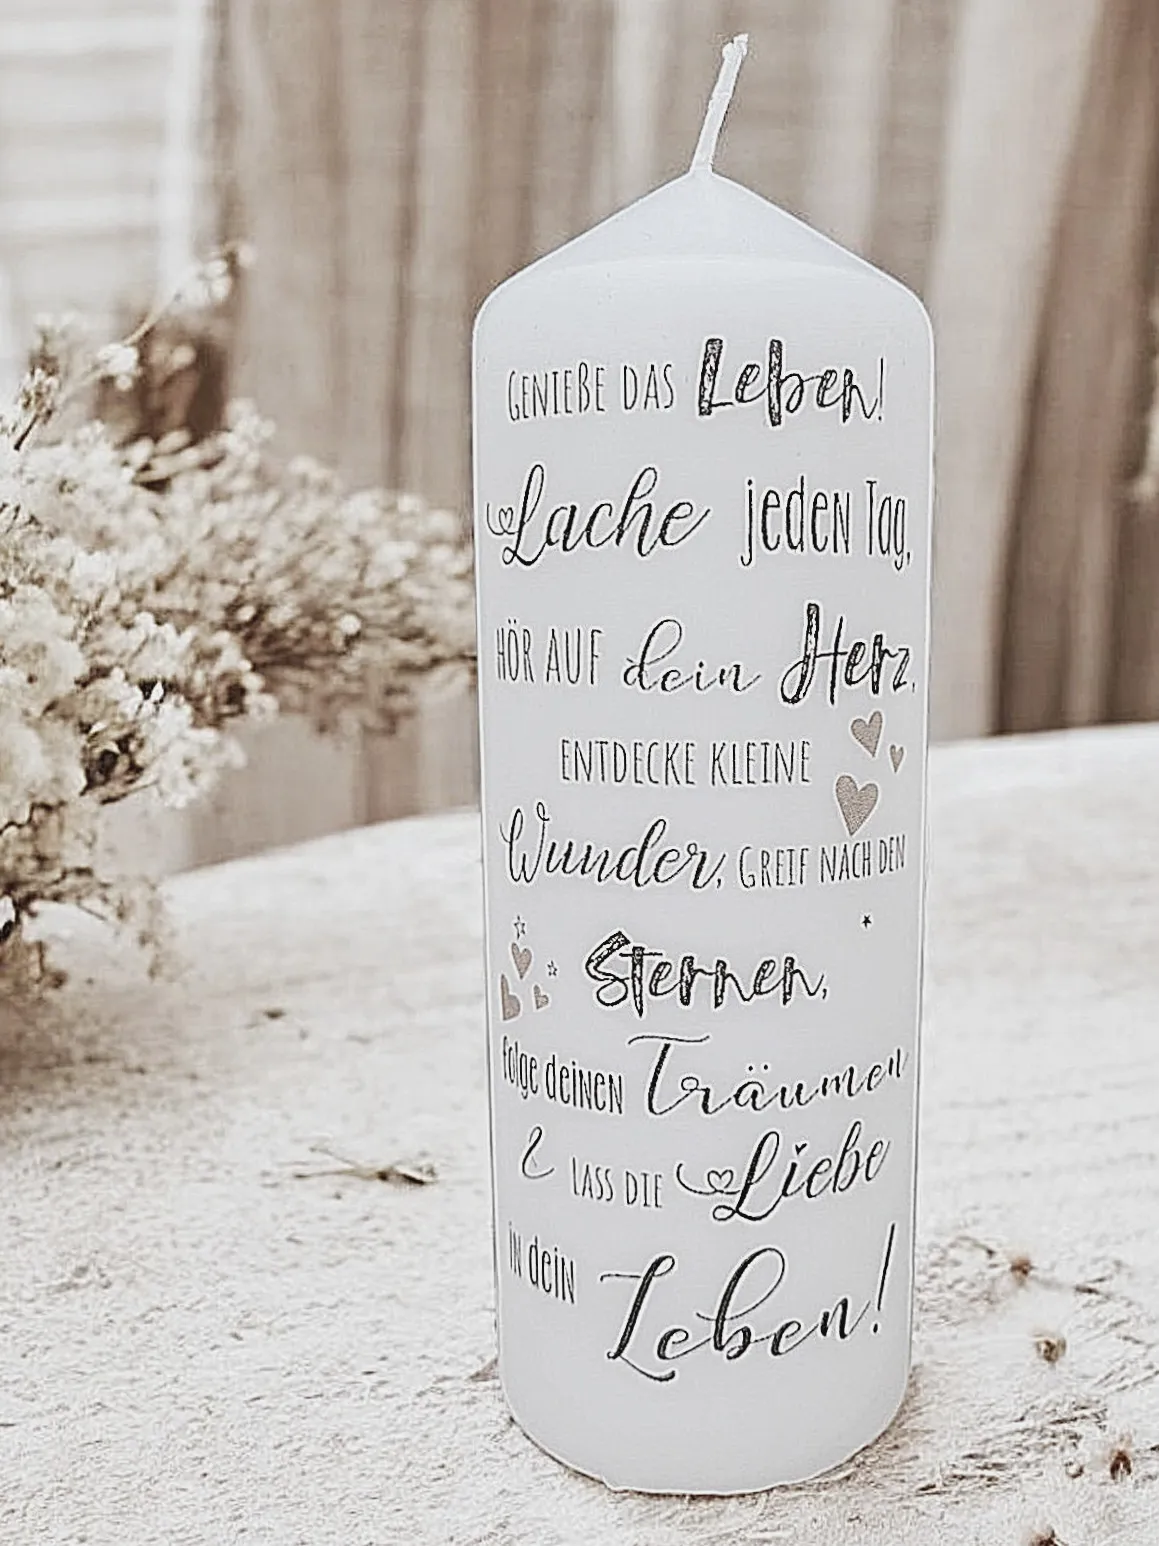 GENIEßE DAS Leben!
Lache jeden Tag,
HÖR AUF dein Herz,
ENTDECKE KLEINE
Wunder, GREIF NACH DEN
Sternen,
folge deinen Träumen
& LASS DIE Liebe
in dein Leben!